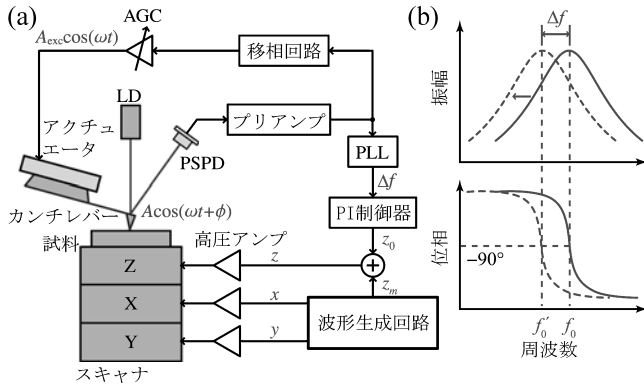 (a)
AGC
A_exc cos(ωt)
移相回路
LD
アクチュ
エータ
PSPD
プリアンプ
PLL
Δf
カンチレバー
Acos(ωt+ϕ)
PI制御器
試料
高圧アンプ
z_0
Z
z
z_m
X
x
波形生成回路
Y
y
スキャナ
(b)
Δf
振幅
位相
−90°
f_0′
f_0
周波数